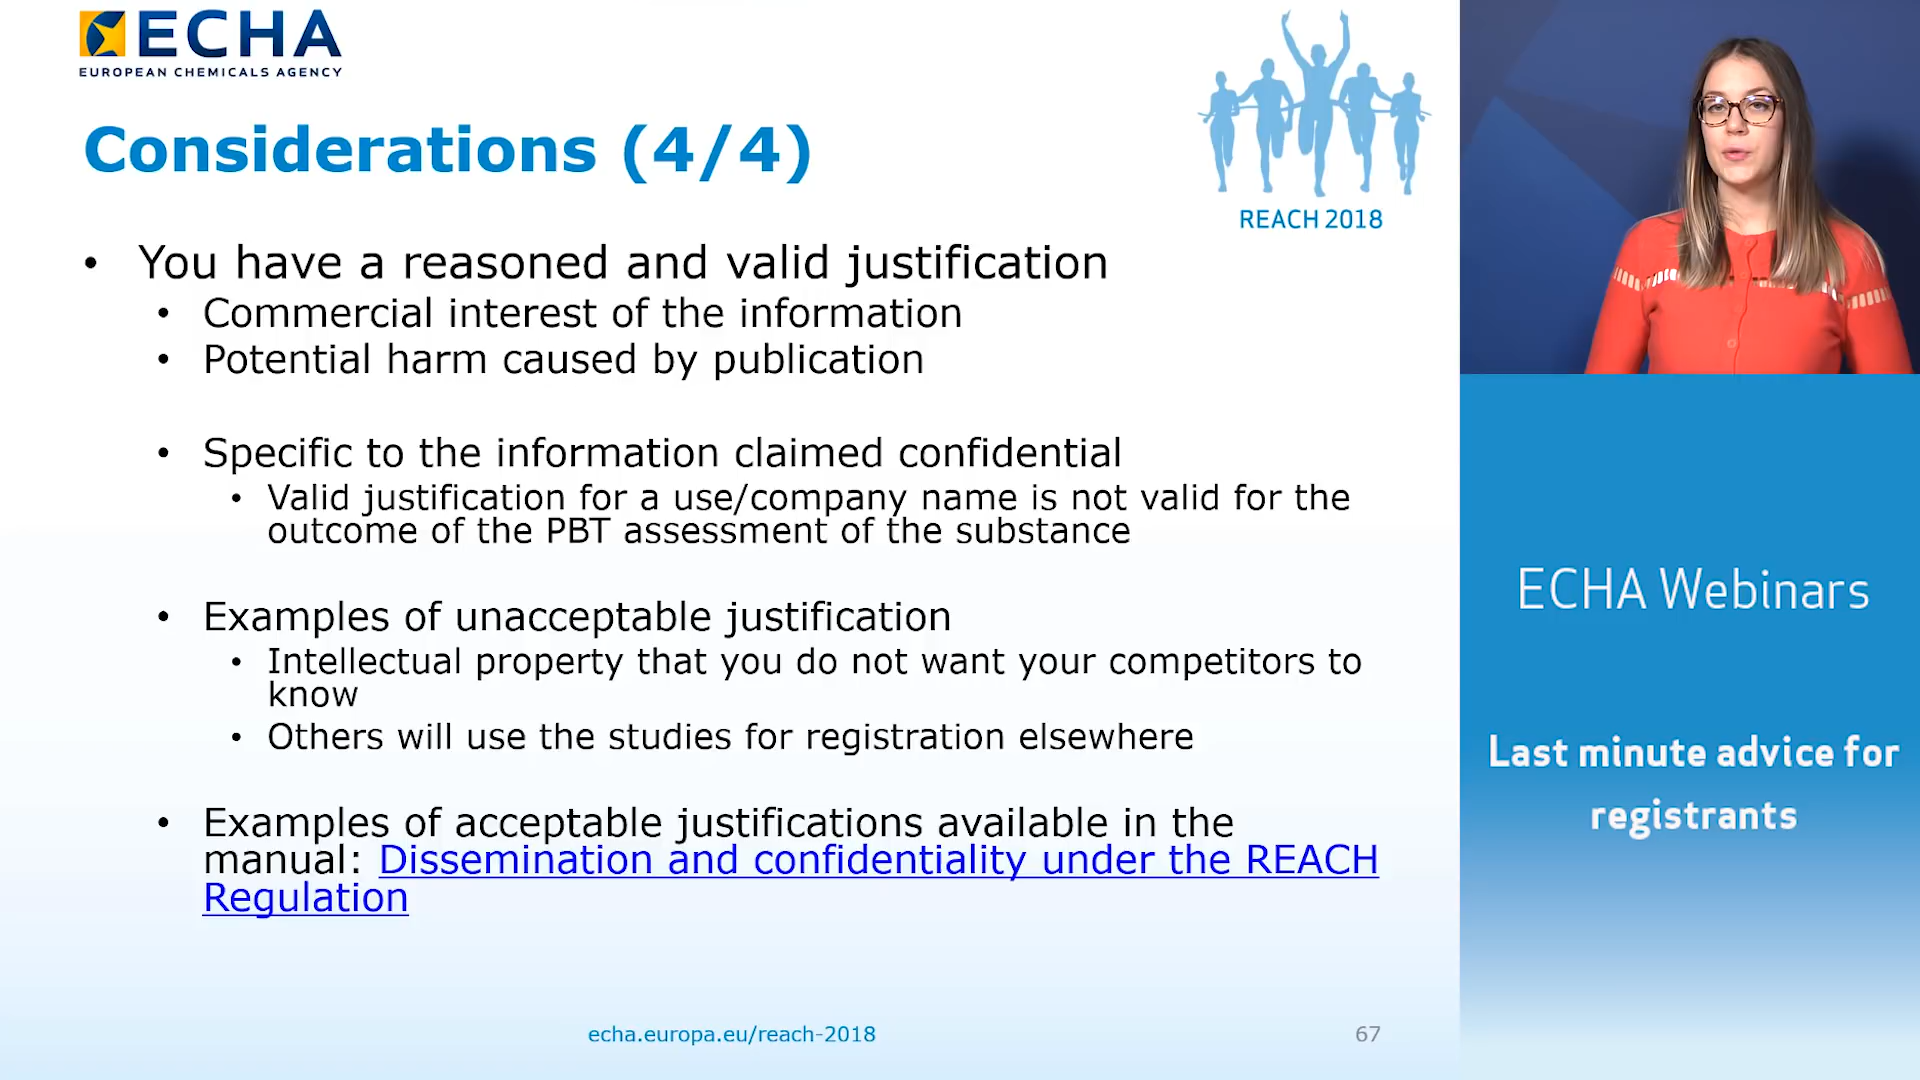 ECHA
EUROPEAN CHEMICALS AGENCY
REACH 2018
Considerations (4/4)
• You have a reasoned and valid justification
• Commercial interest of the information
• Potential harm caused by publication
• Specific to the information claimed confidential
• Valid justification for a use/company name is not valid for the
outcome of the PBT assessment of the substance
• Examples of unacceptable justification
• Intellectual property that you do not want your competitors to
know
• Others will use the studies for registration elsewhere
• Examples of acceptable justifications available in the
manual: Dissemination and confidentiality under the REACH
Regulation
echa.europa.eu/reach-2018
67
ECHA Webinars
Last minute advice for
registrants